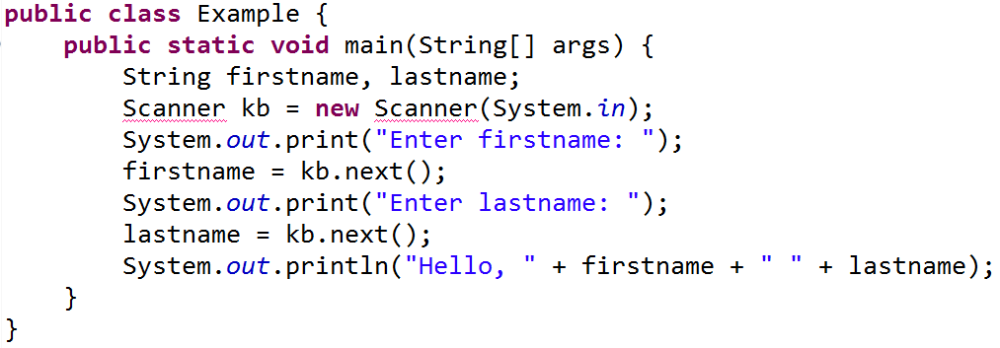 public class Example {
    public static void main(String[] args) {
        String firstname, lastname;
        Scanner kb = new Scanner(System.in);
        System.out.print("Enter firstname: ");
        firstname = kb.next();
        System.out.print("Enter lastname: ");
        lastname = kb.next();
        System.out.println("Hello, " + firstname + " " + lastname);
    }
}